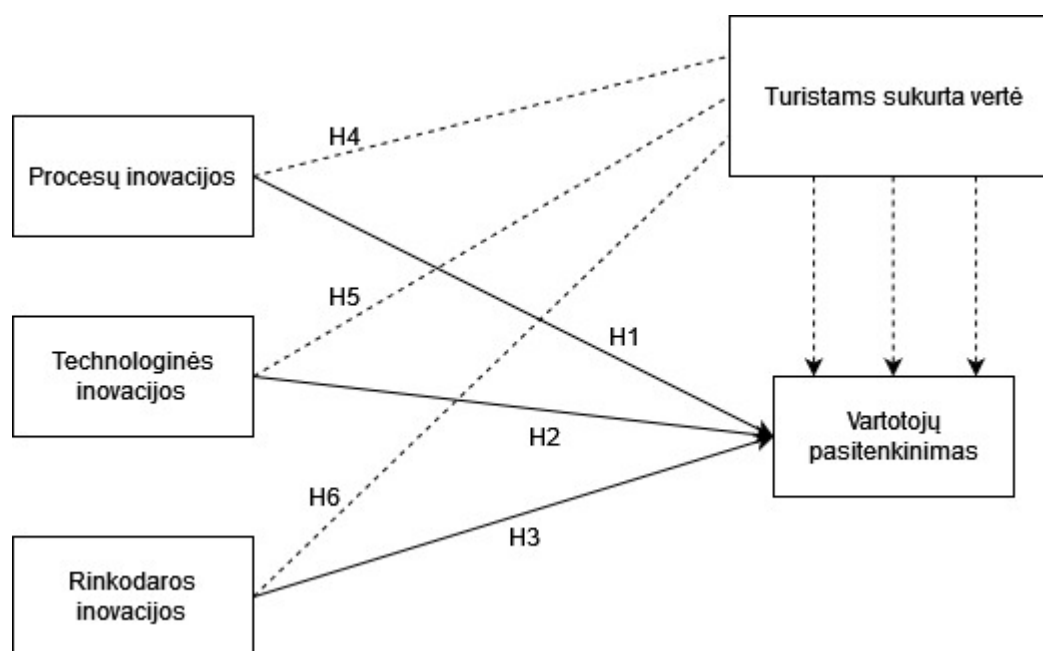 Turistams sukurta vertė
H4
Procesų inovacijos
H5
H1
Technologinės
inovacijos
H2
Vartotojų
pasitenkinimas
H6
H3
Rinkodaros
inovacijos